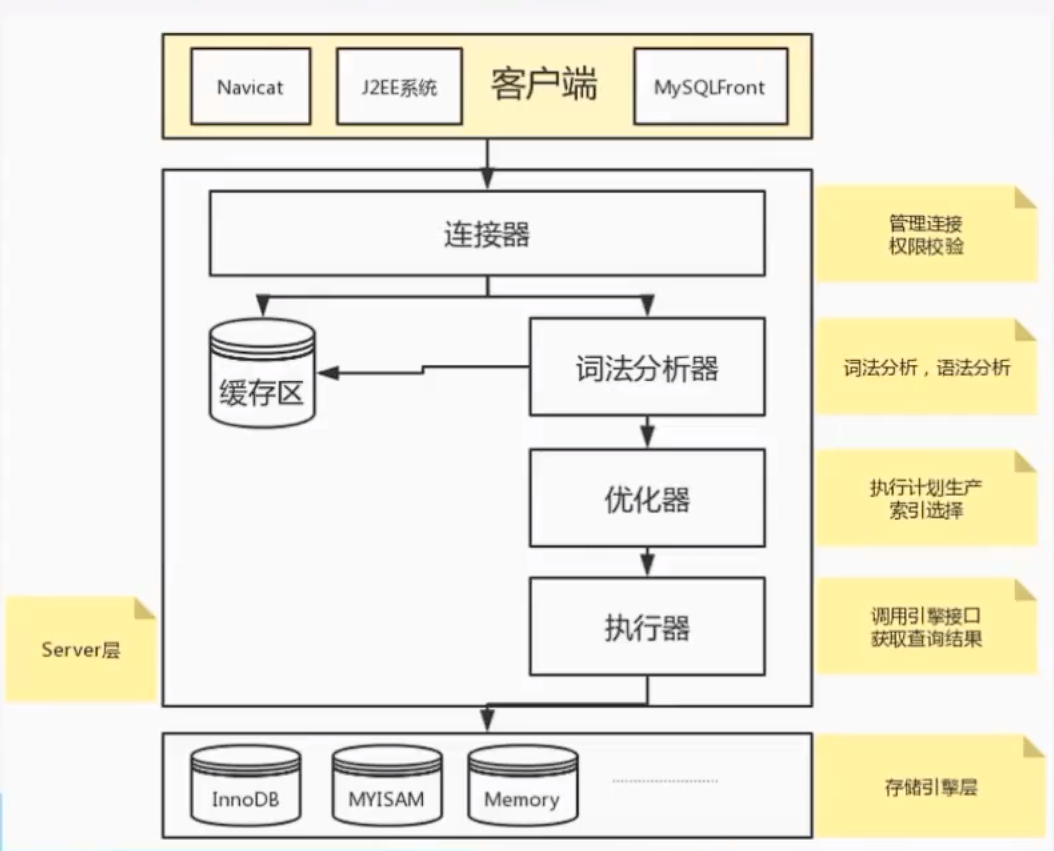 Navicat
J2EE系统
客户端
MySQLFront
连接器
管理连接
权限校验
缓存区
词法分析器
词法分析，语法分析
优化器
执行计划生产
索引选择
执行器
调用引擎接口
获取查询结果
Server层
InnoDB
MYISAM
Memory
存储引擎层